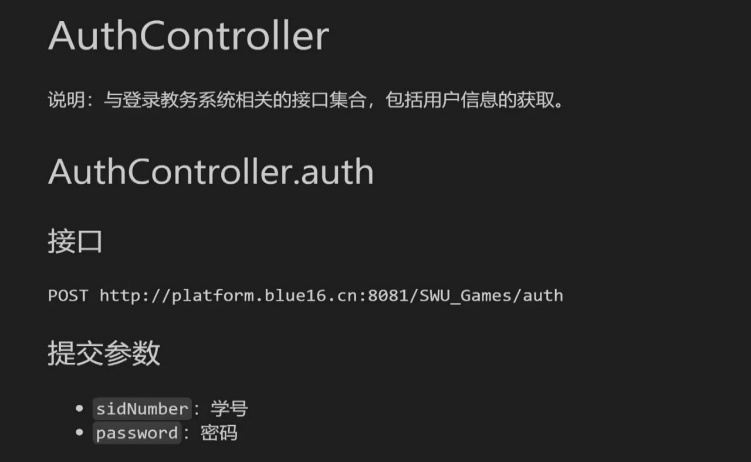 AuthController
说明：与登录教务系统相关的接口集合，包括用户信息的获取。
AuthController.auth
接口
POST http://platform.blue16.cn:8081/SWU_Games/auth
提交参数
• sidNumber：学号
• password：密码